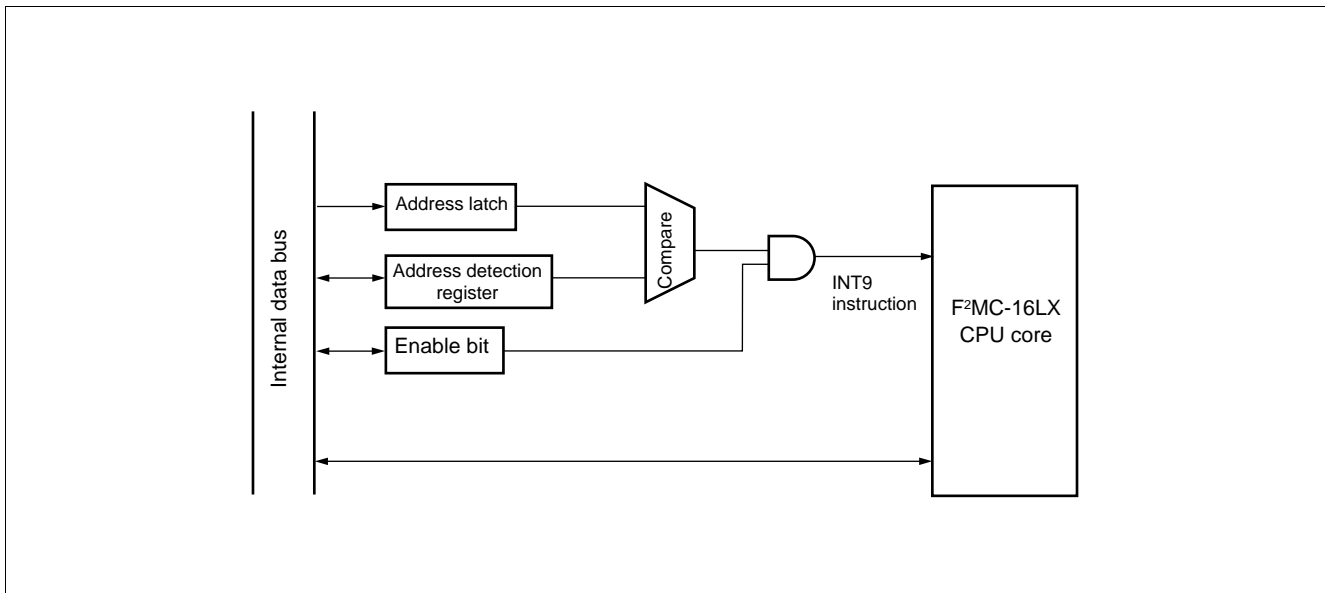 Internal data bus
Address latch
Address detection
register
Enable bit
Compare
INT9
instruction
F²MC-16LX
CPU core